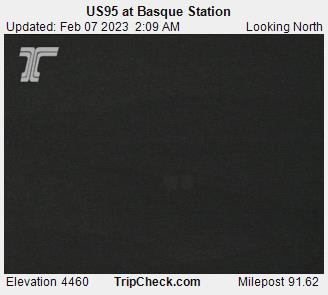 US95 at Basque Station
Updated: Feb 07 2023 2:09 AM Looking North
Elevation 4460 TripCheck.com Milepost 91.62